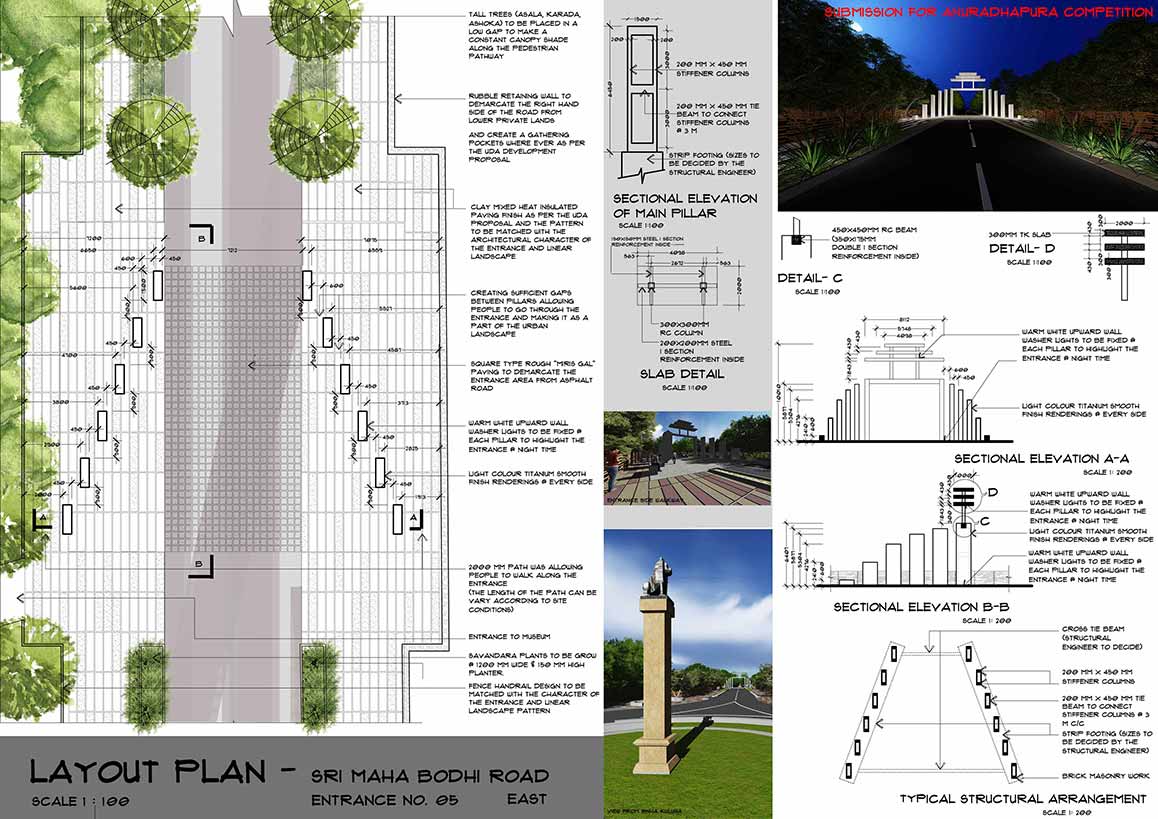 TALL TREES (ASALA, KARADA,
ASHOKA) TO BE PLACED IN A
LOW GAP TO MAKE A
CONSTANT CANOPY SHADE
ALONG THE PEDESTRIAN
PATHWAY
RUBBLE RETAINING WALL TO
DEMARCATE THE RIGHT HAND
SIDE OF THE ROAD FROM
LOWER PRIVATE LANDS
AND CREATE A GATHERING
POCKETS WHERE EVER AS PER
THE UDA DEVELOPMENT
PROPOSAL
CLAY MIXED HEAT INSULATED
PAVING FINISH AS PER THE UDA
PROPOSAL AND THE PATTERN
TO BE MATCHED WITH THE
ARCHITECTURAL CHARACTER OF
THE ENTRANCE AND LINEAR
LANDSCAPE
CREATING SUFFICIENT GAPS
BETWEEN PILLARS ALLOWING
PEOPLE TO GO THROUGH THE
ENTRANCE AND MAKING IT AS A
PART OF THE URBAN
LANDSCAPE
SQUARE TYPE ROUGH "MIRIS GAL"
PAVING TO DEMARCATE THE
ENTRANCE AREA FROM ASPHALT
ROAD
WARM WHITE UPWARD WALL
WASHER LIGHTS TO BE FIXED @
EACH PILLAR TO HIGHLIGHT THE
ENTRANCE @ NIGHT TIME
LIGHT COLOUR TITANUM SMOOTH
FINISH RENDERINGS @ EVERY SIDE
2000 MM PATH WAS ALLOWING
PEOPLE TO WALK ALONG THE
ENTRANCE
(THE LENGTH OF THE PATH CAN BE
VARY ACCORDING TO SITE
CONDITIONS)
ENTRANCE TO MUSEUM
SAVANDARA PLANTS TO BE GROW
@ 1200 MM WIDE & 150 MM HIGH
PLANTER.
FENCE HANDRAIL DESIGN TO BE
MATCHED WITH THE CHARACTER OF
THE ENTRANCE AND LINEAR
LANDSCAPE PATTERN
B
B
A
A
LAYOUT PLAN - SRI MAHA BODHI ROAD
SCALE 1 : 100
ENTRANCE NO. 05 EAST
1500
200 MM X 450 MM
STIFFENER COLUMNS
200 MM X 450 MM TIE
BEAM TO CONNECT
STIFFENER COLUMNS
@ 3 M
STRIP FOOTING (SIZES TO
BE DECIDED BY THE
STRUCTURAL ENGINEER)
SECTIONAL ELEVATION
OF MAIN PILLAR
SCALE 1:100
150X150MM STEEL I SECTION
REINFORCEMENT INSIDE
300X300MM
RC COLUMN
200X200MM STEEL
I SECTION
REINFORCEMENT INSIDE
SLAB DETAIL
SCALE 1:100
ENTRANCE SIDE WALKWAY
SUBMISSION FOR ANURADHAPURA COMPETITION
450X450MM RC BEAM
(350X175MM
DOUBLE I SECTION
REINFORCEMENT INSIDE)
DETAIL- C
SCALE 1:100
300MM TK SLAB
DETAIL- D
SCALE 1:100
2000
WARM WHITE UPWARD WALL
WASHER LIGHTS TO BE FIXED @
EACH PILLAR TO HIGHLIGHT THE
ENTRANCE @ NIGHT TIME
LIGHT COLOUR TITANUM SMOOTH
FINISH RENDERINGS @ EVERY SIDE
SECTIONAL ELEVATION A-A
SCALE 1: 200
D
C
WARM WHITE UPWARD WALL
WASHER LIGHTS TO BE FIXED @
EACH PILLAR TO HIGHLIGHT THE
ENTRANCE @ NIGHT TIME
LIGHT COLOUR TITANUM SMOOTH
FINISH RENDERINGS @ EVERY SIDE
WARM WHITE UPWARD WALL
WASHER LIGHTS TO BE FIXED @
EACH PILLAR TO HIGHLIGHT THE
ENTRANCE @ NIGHT TIME
SECTIONAL ELEVATION B-B
SCALE 1: 200
CROSS TIE BEAM
(STRUCTURAL
ENGINEER TO DECIDE)
200 MM X 450 MM
STIFFENER COLUMNS
200 MM X 450 MM TIE
BEAM TO CONNECT
STIFFENER COLUMNS @ 3
M C/C
STRIP FOOTING (SIZES TO
BE DECIDED BY THE
STRUCTURAL ENGINEER)
BRICK MASONRY WORK
TYPICAL STRUCTURAL ARRANGEMENT
SCALE 1: 200